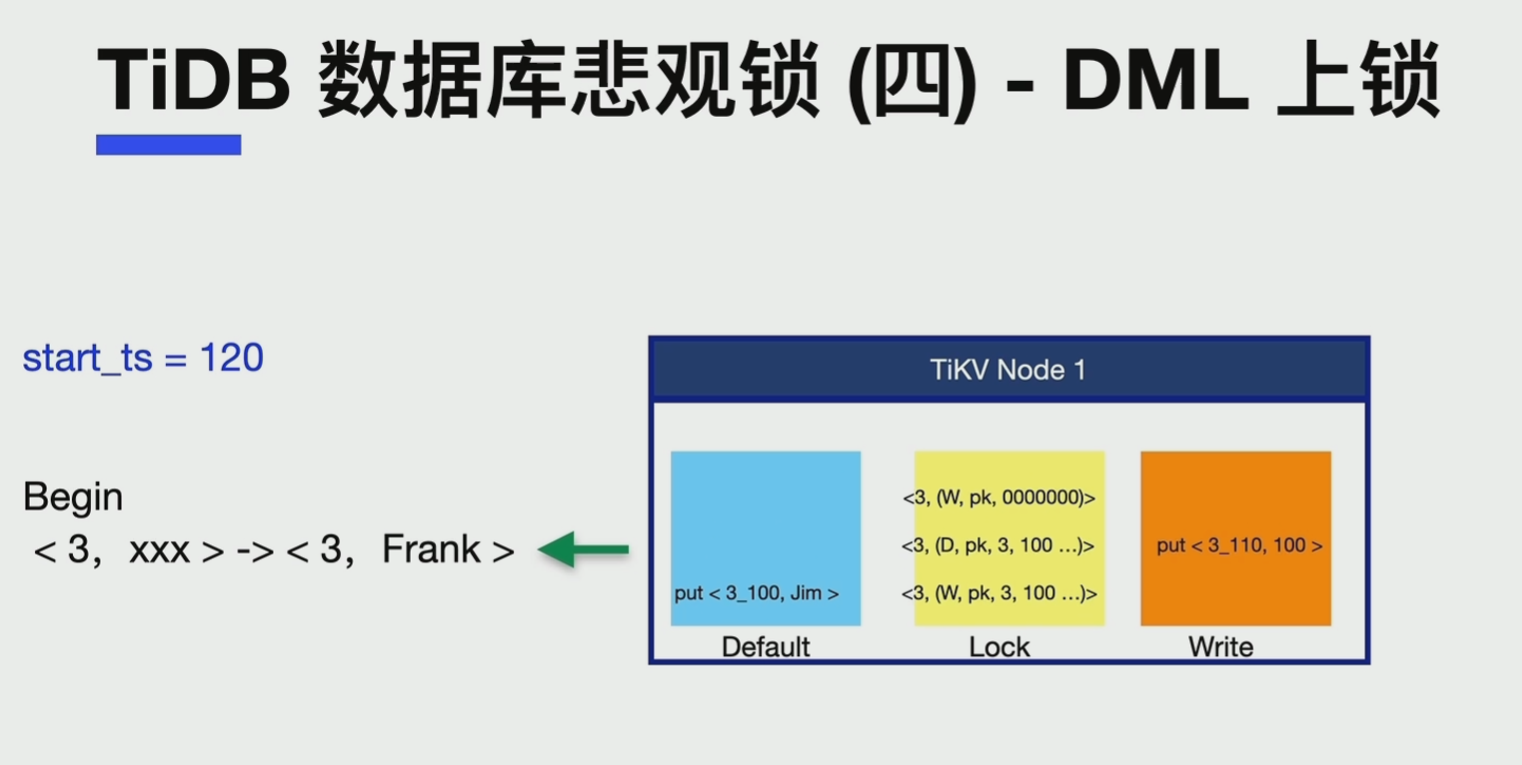 TiDB 数据库悲观锁 (四) - DML 上锁
start_ts = 120
Begin
< 3, xxx > -> < 3, Frank >
TiKV Node 1
put < 3_100, Jim >
Default
<3, (W, pk, 0000000)>
<3, (D, pk, 3, 100 ...)>
<3, (W, pk, 3, 100 ...)>
Lock
put < 3_110, 100 >
Write